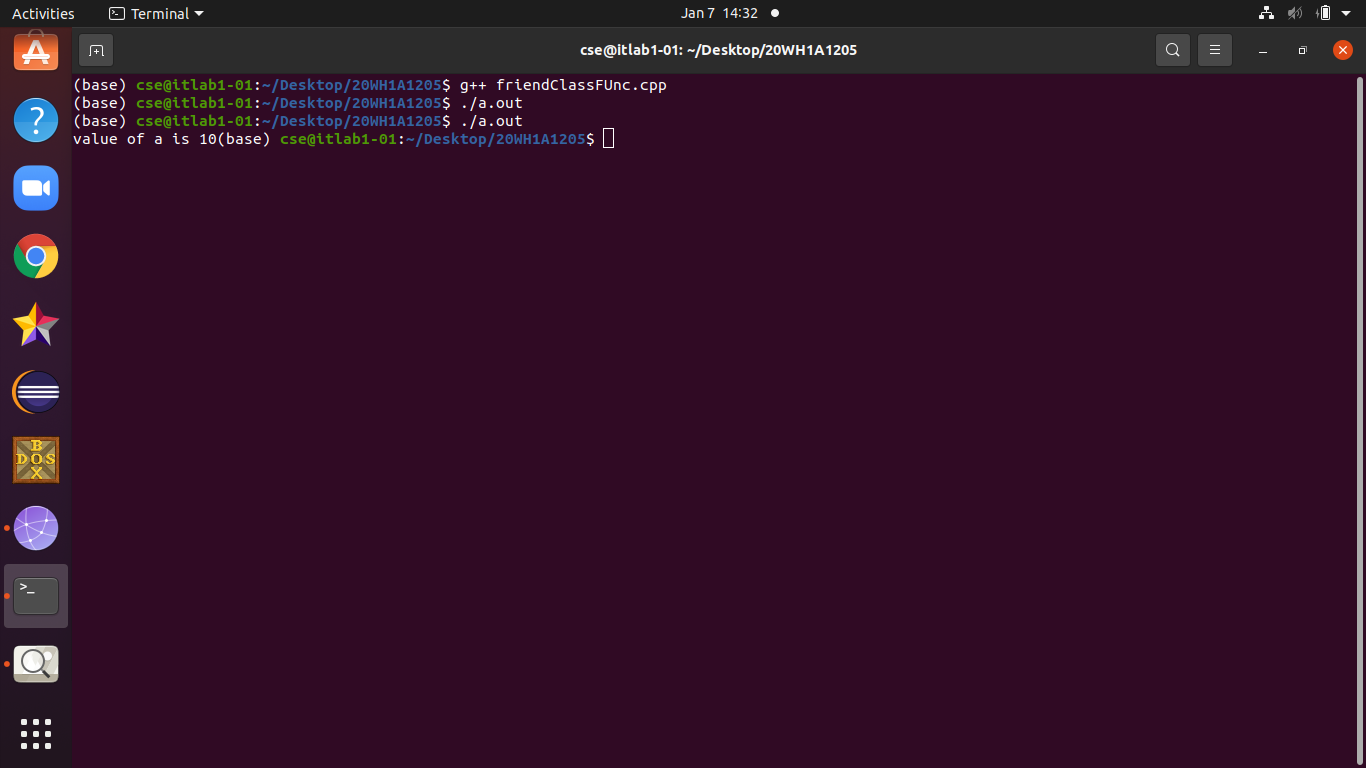 Activities Terminal Jan 7 14:32
cse@itlab1-01: ~/Desktop/20WH1A1205
(base) cse@itlab1-01:~/Desktop/20WH1A1205$ g++ friendClassFUnc.cpp
(base) cse@itlab1-01:~/Desktop/20WH1A1205$ ./a.out
(base) cse@itlab1-01:~/Desktop/20WH1A1205$ ./a.out
value of a is 10(base) cse@itlab1-01:~/Desktop/20WH1A1205$
?
B
DOS
X
>_